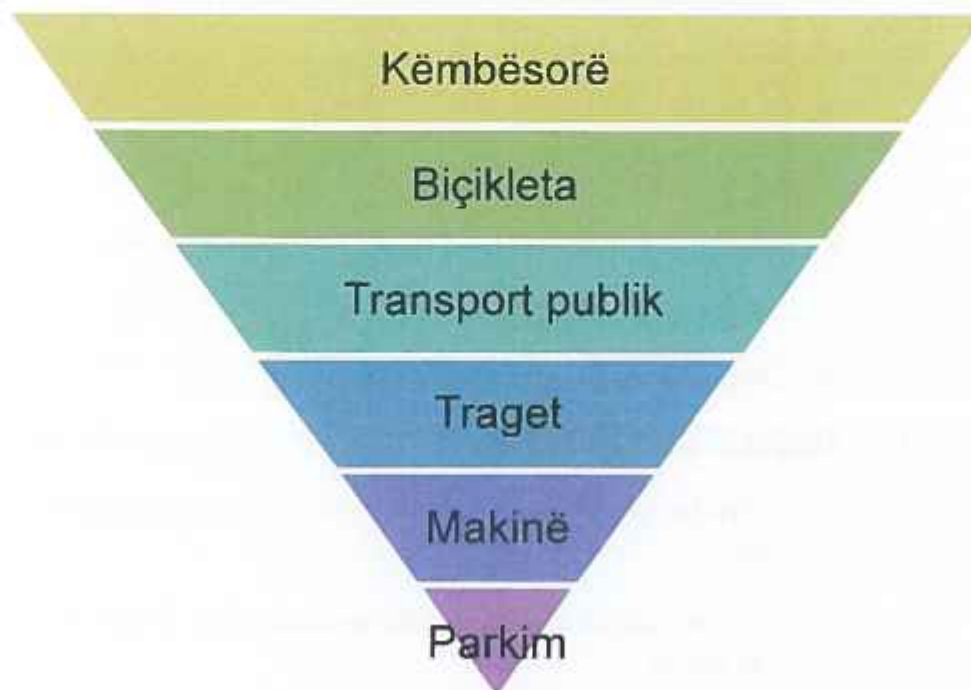 Këmbësorë
Biçikleta
Transport publik
Traget
Makinë
Parkim